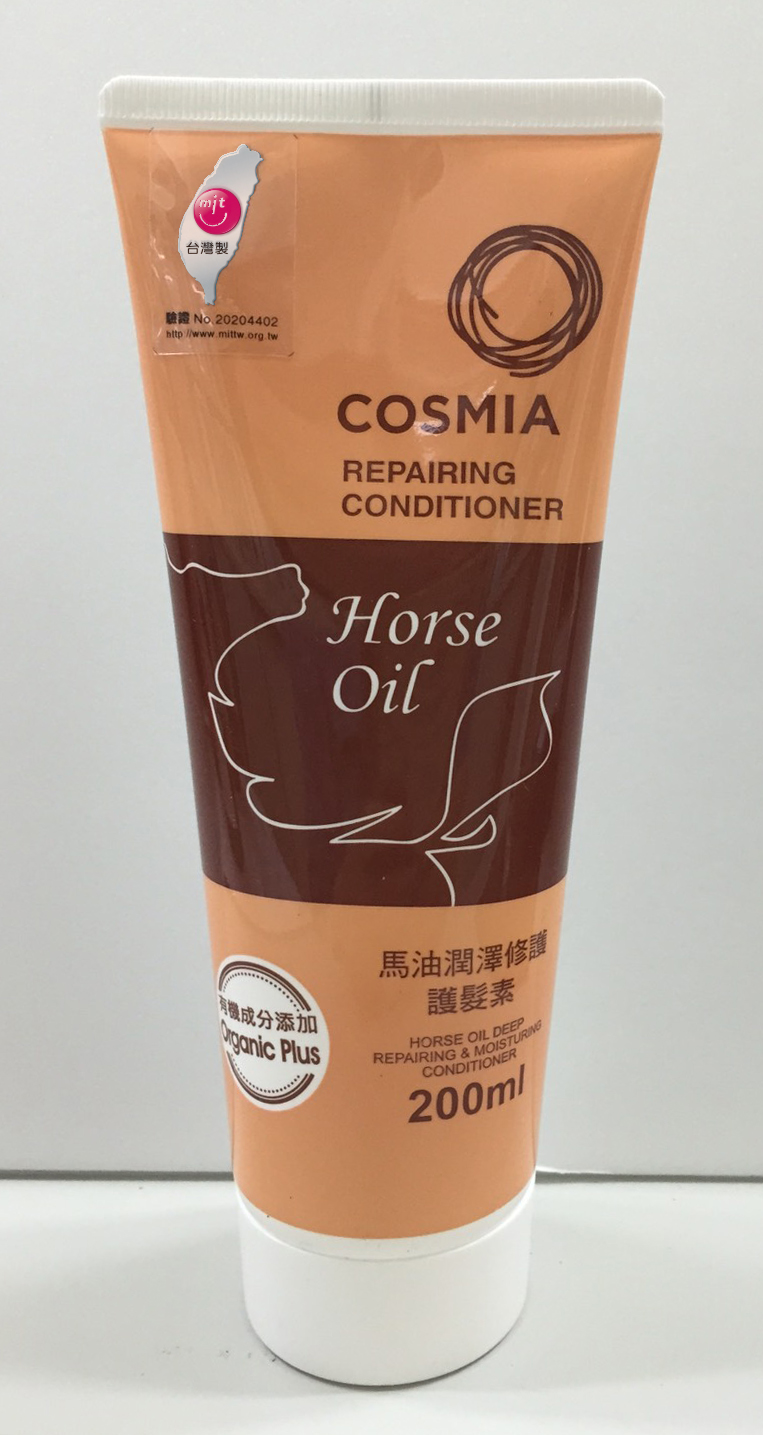 mit
台灣製
驗證 No.20204402
http://www.mittw.org.tw
COSMIA
REPAIRING
CONDITIONER
Horse
Oil
馬油潤澤修護
護髮素
HORSE OIL DEEP
REPAIRING & MOISTURING
CONDITIONER
200ml
有機成分添加
Organic Plus